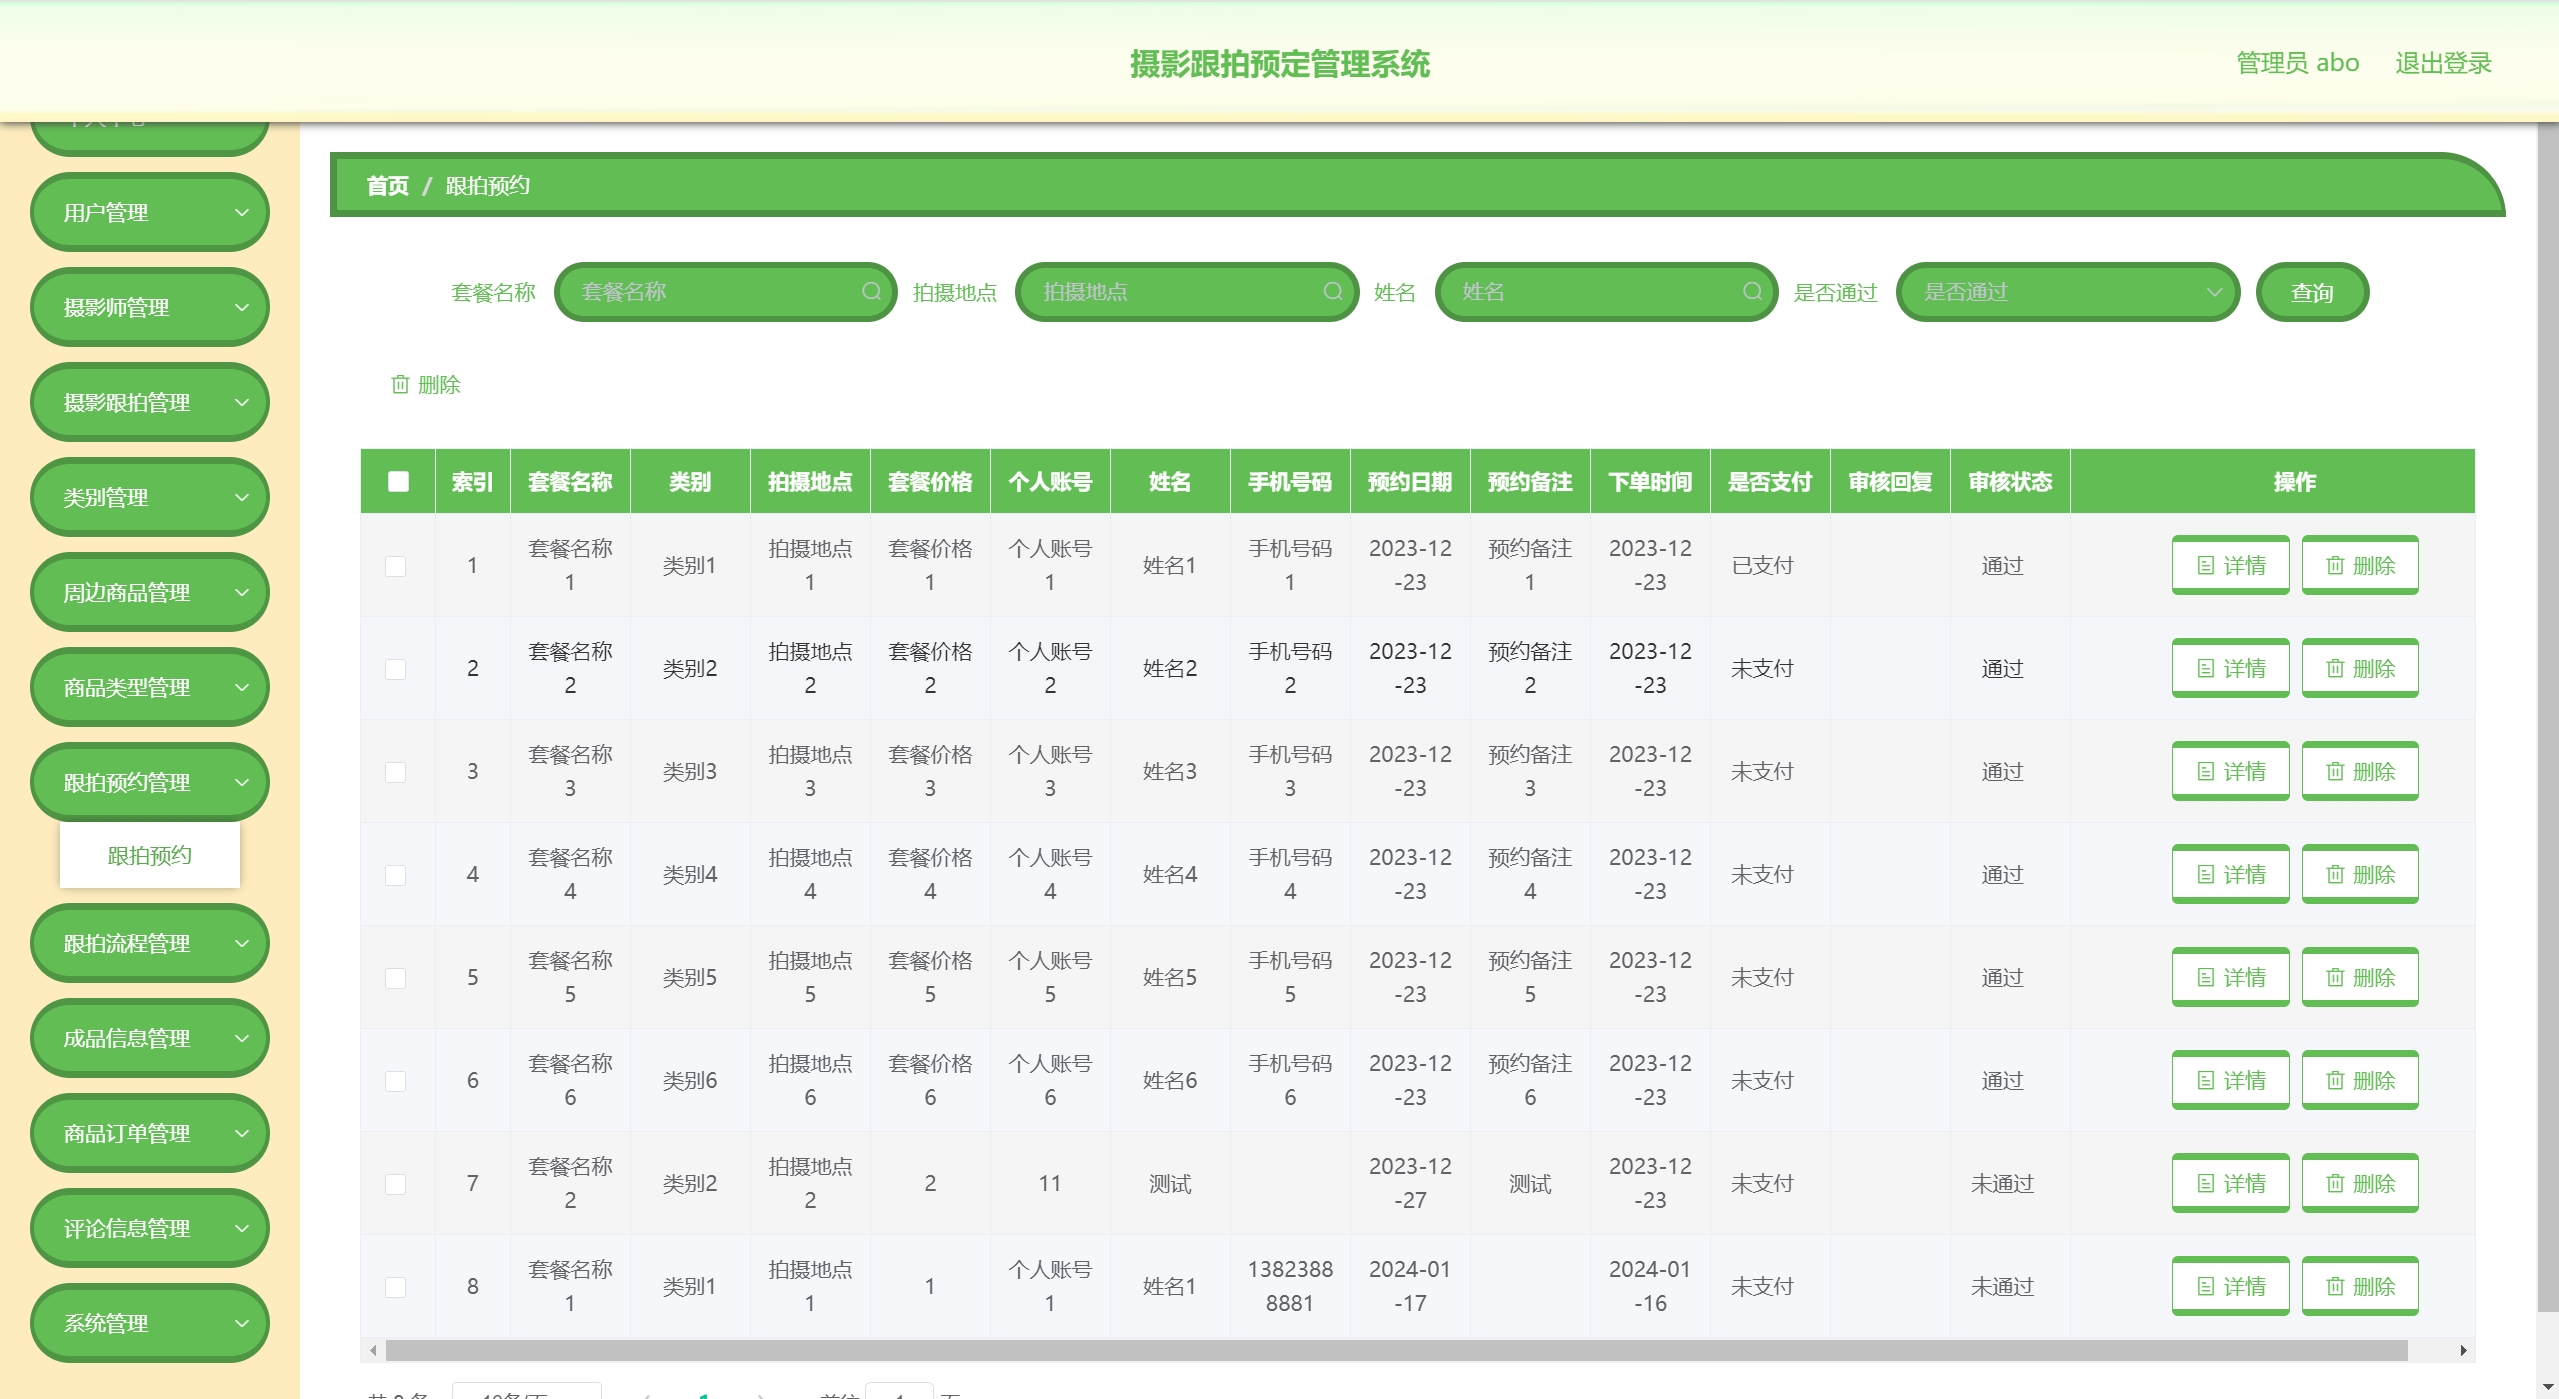 摄影跟拍预定管理系统
管理员 abo
退出登录
用户管理
摄影师管理
摄影跟拍管理
类别管理
周边商品管理
商品类型管理
跟拍预约管理
跟拍预约
跟拍流程管理
成品信息管理
商品订单管理
评论信息管理
系统管理
首页 / 跟拍预约
套餐名称 套餐名称 拍摄地点 拍摄地点 姓名 姓名 是否通过 是否通过 查询
删除
索引 套餐名称 类别 拍摄地点 套餐价格 个人账号 姓名 手机号码 预约日期 预约备注 下单时间 是否支付 审核回复 审核状态 操作
1 套餐名称1 类别1 拍摄地点1 套餐价格1 个人账号1 姓名1 手机号码1 2023-12-23 预约备注1 2023-12-23 已支付 通过 详情 删除
2 套餐名称2 类别2 拍摄地点2 套餐价格2 个人账号2 姓名2 手机号码2 2023-12-23 预约备注2 2023-12-23 未支付 通过 详情 删除
3 套餐名称3 类别3 拍摄地点3 套餐价格3 个人账号3 姓名3 手机号码3 2023-12-23 预约备注3 2023-12-23 未支付 通过 详情 删除
4 套餐名称4 类别4 拍摄地点4 套餐价格4 个人账号4 姓名4 手机号码4 2023-12-23 预约备注4 2023-12-23 未支付 通过 详情 删除
5 套餐名称5 类别5 拍摄地点5 套餐价格5 个人账号5 姓名5 手机号码5 2023-12-23 预约备注5 2023-12-23 未支付 通过 详情 删除
6 套餐名称6 类别6 拍摄地点6 套餐价格6 个人账号6 姓名6 手机号码6 2023-12-23 预约备注6 2023-12-23 未支付 通过 详情 删除
7 套餐名称2 类别2 拍摄地点2 2 11 测试 2023-12-27 测试 2023-12-23 未支付 未通过 详情 删除
8 套餐名称1 类别1 拍摄地点1 1 个人账号1 姓名1 13823888881 2024-01-17 2024-01-16 未支付 未通过 详情 删除